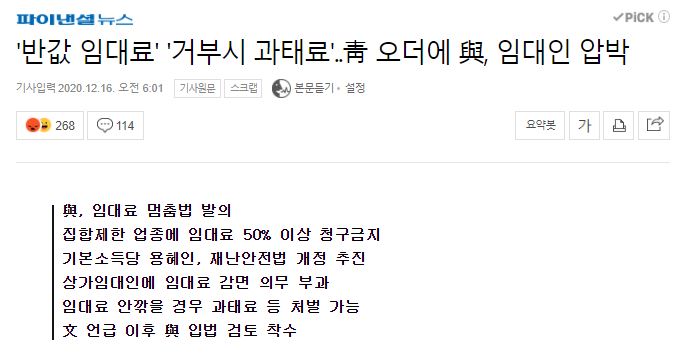 파이낸셜뉴스
PiCK
'반값 임대료' '거부시 과태료'..靑 오더에 與, 임대인 압박
기사입력 2020.12.16. 오전 6:01 기사원문 스크랩 본문듣기 · 설정
268 114 요약봇 가
與, 임대료 멈춤법 발의
집합제한 업종에 임대료 50% 이상 청구금지
기본소득당 용혜인, 재난안전법 개정 추진
상가임대인에 임대료 감면 의무 부과
임대료 안깎을 경우 과태료 등 처벌 가능
文 언급 이후 與 입법 검토 착수